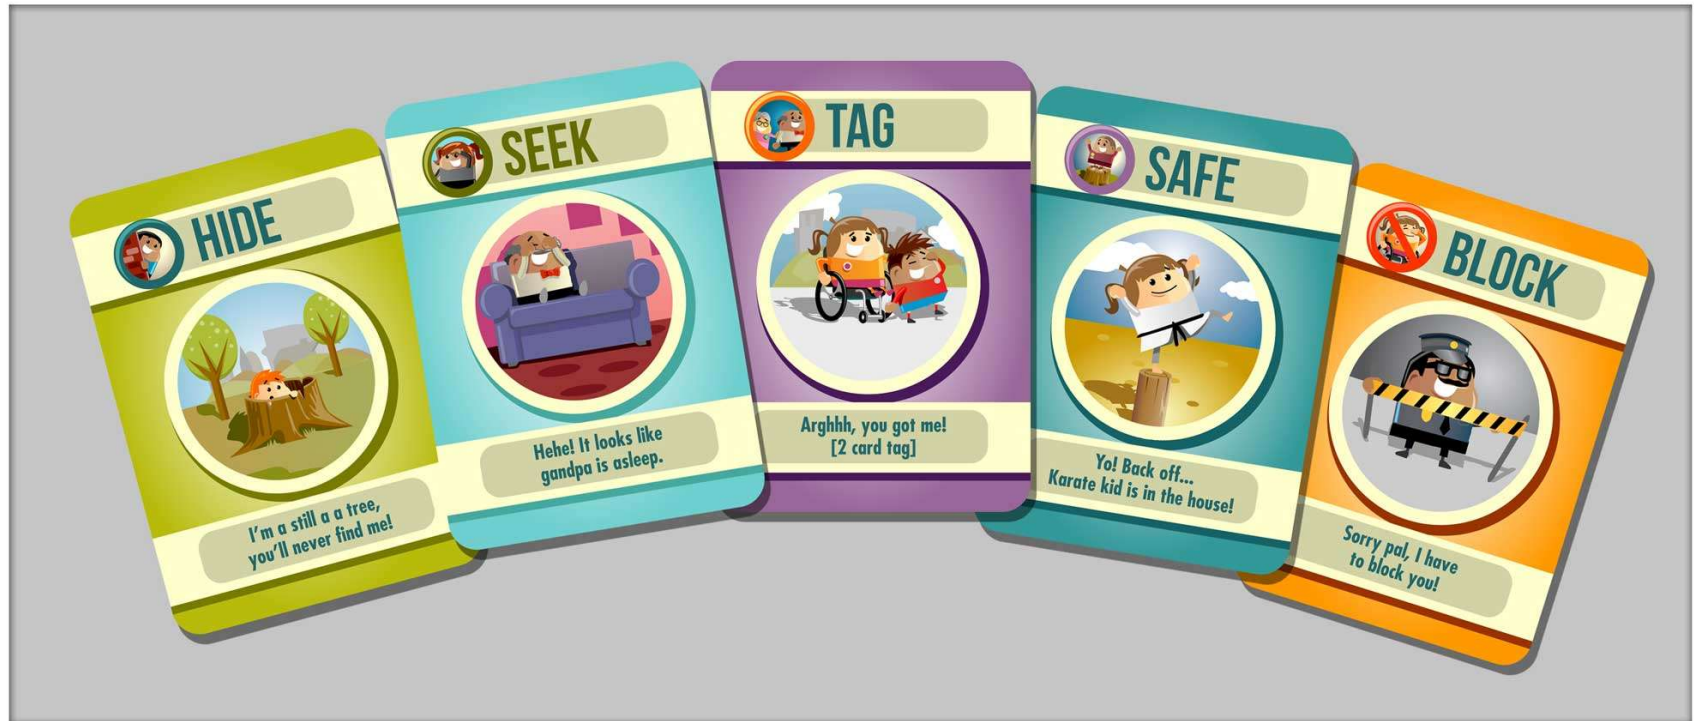 HIDE
I'm a still a a tree,
you'll never find me!
SEEK
Hehe! It looks like
gandpa is asleep.
TAG
Arghhh, you got me!
[2 card tag]
SAFE
Yo! Back off...
Karate kid is in the house!
BLOCK
Sorry pal, I have
to block you!